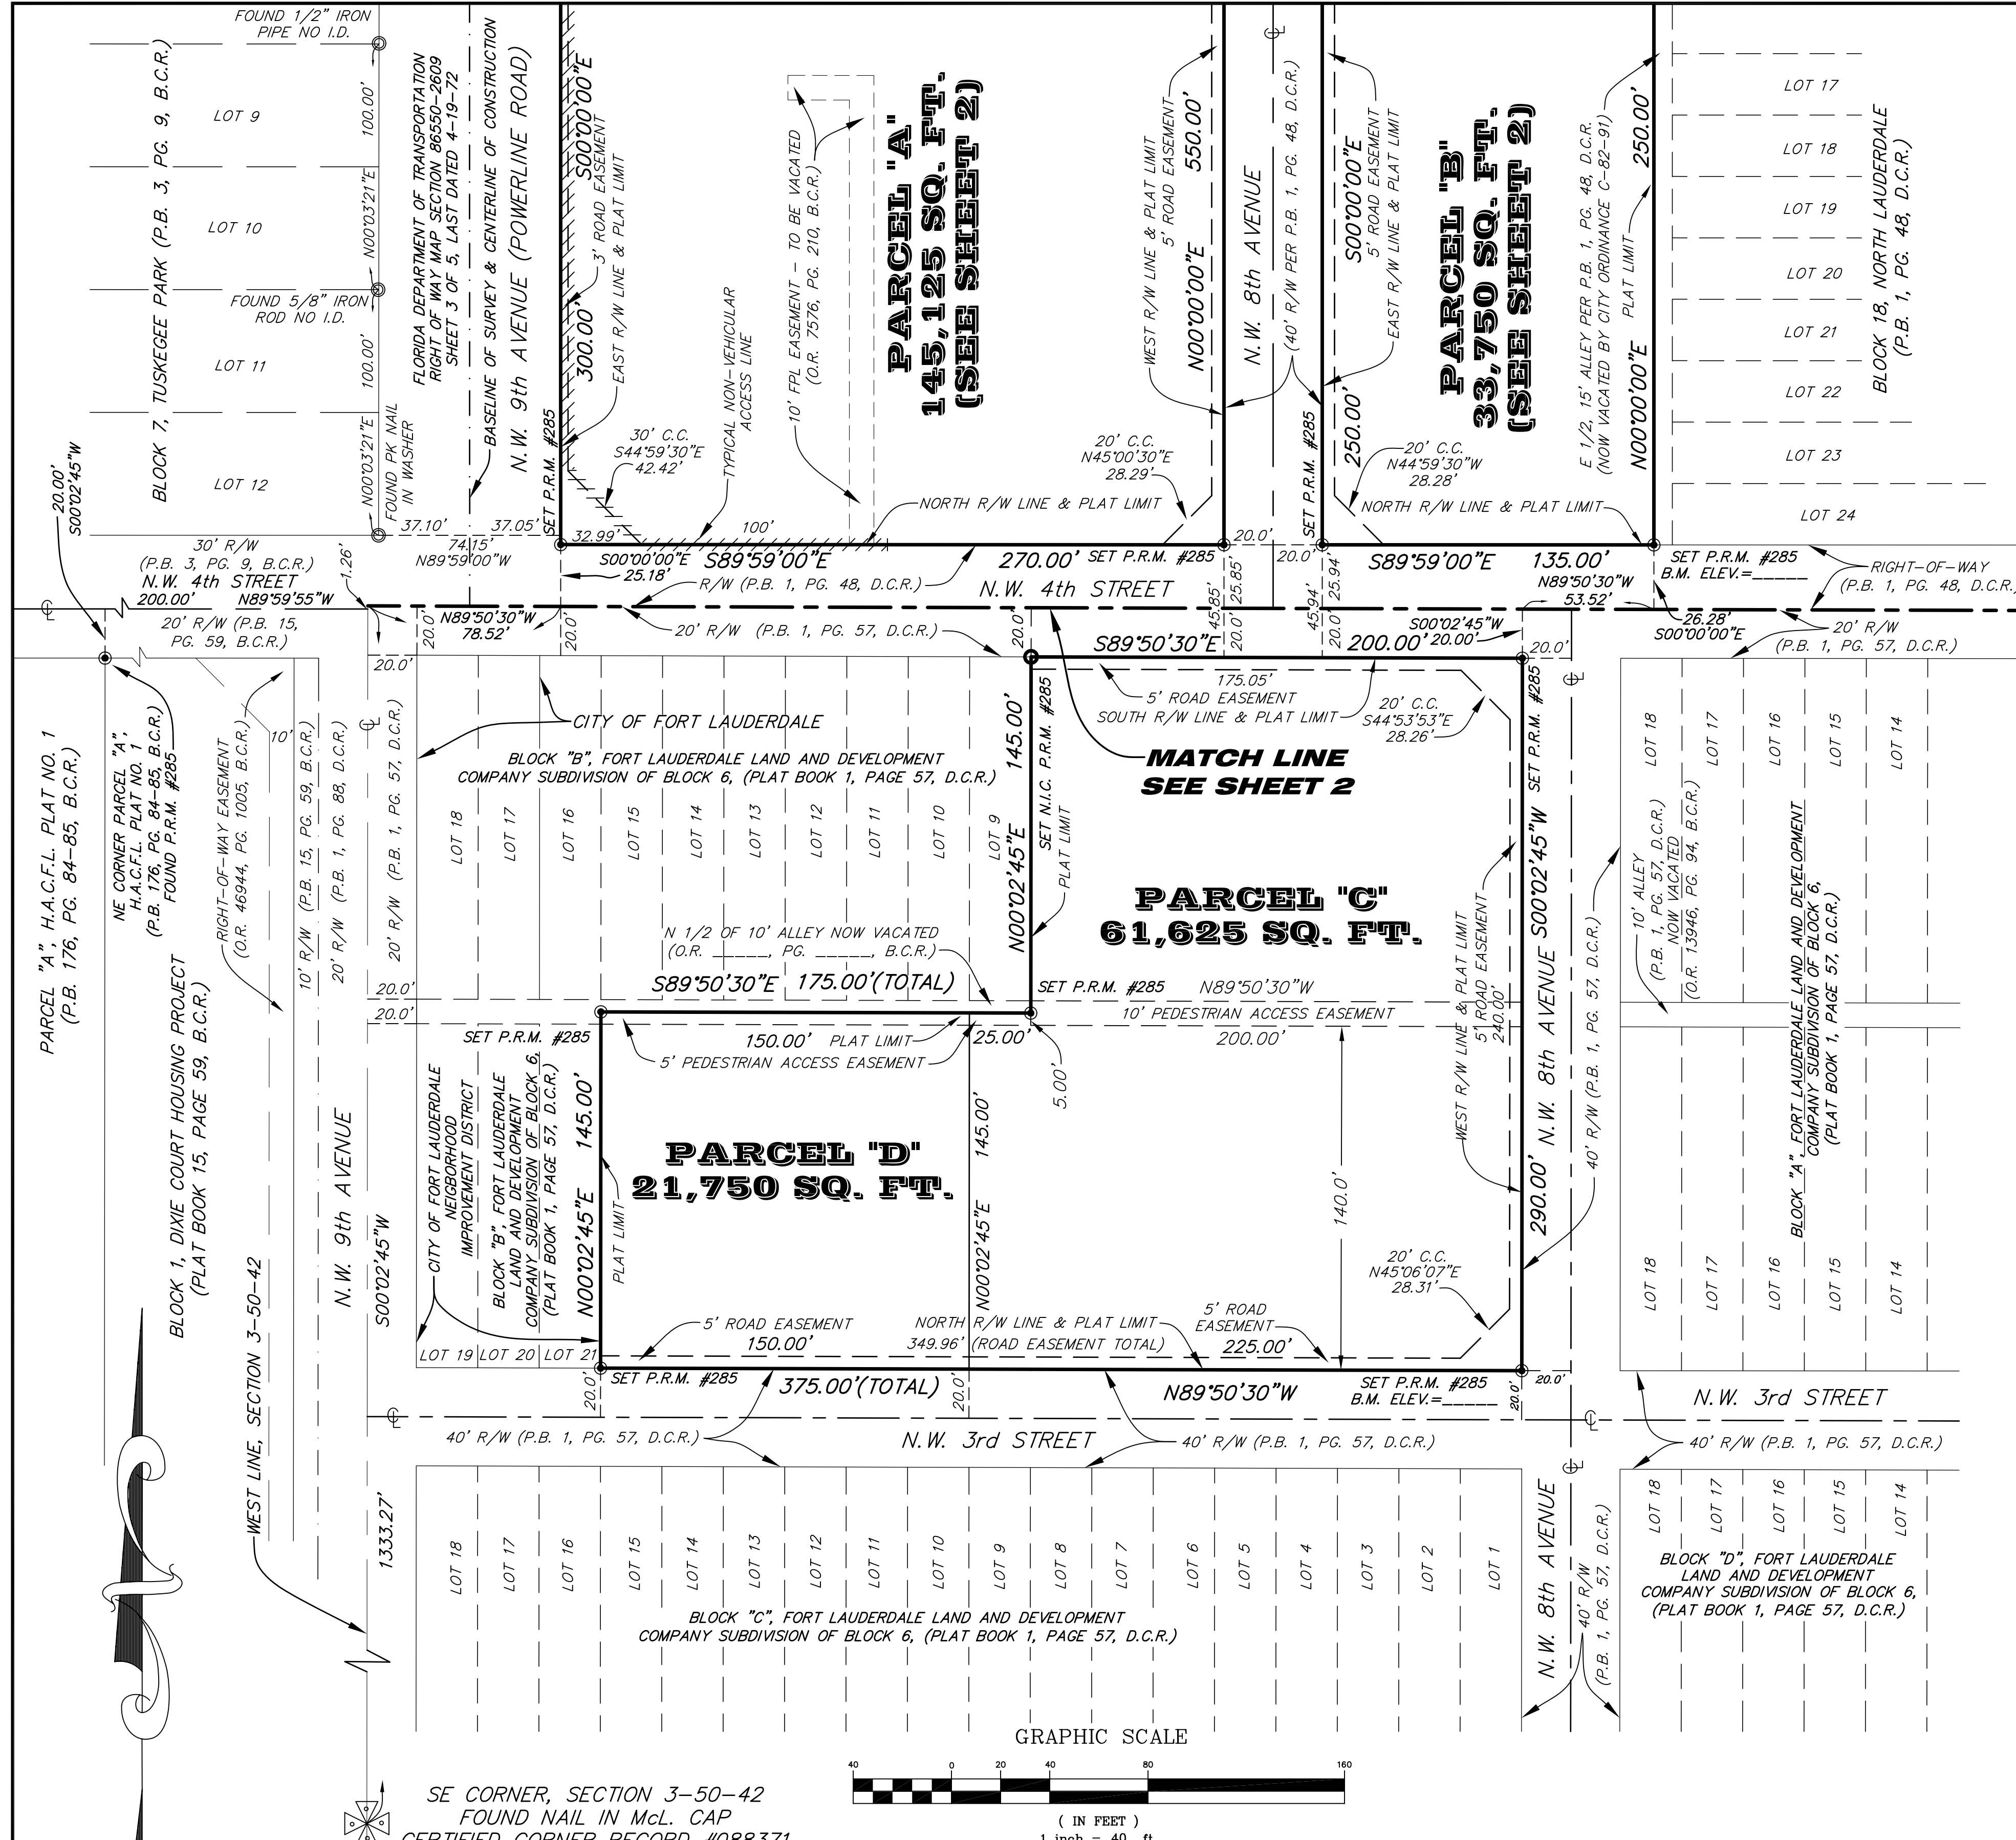 FOUND 1/2" IRON
PIPE NO I.D.
BLOCK 7, TUSKEGEE PARK (P.B. 3, PG. 9, B.C.R.)
LOT 9
LOT 10
LOT 11
LOT 12
100.00'
N00°03'21"E
FOUND 5/8" IRON
ROD NO I.D.
100.00'
N00°03'21"E
FOUND PK NAIL
IN WASHER
FLORIDA DEPARTMENT OF TRANSPORTATION
RIGHT OF WAY MAP SECTION 86550-2609
SHEET 3 OF 5, LAST DATED 4-19-72
BASELINE OF SURVEY & CENTERLINE OF CONSTRUCTION
N.W. 9th AVENUE (POWERLINE ROAD)
SET P.R.M. #285
300.00'
S00°00'00"E
3' ROAD EASEMENT
EAST R/W LINE & PLAT LIMIT
30' C.C.
S44°59'30"E
42.42'
TYPICAL NON-VEHICULAR
ACCESS LINE
10' FPL EASEMENT - TO BE VACATED
(O.R. 7576, PG. 210, B.C.R.)
PARCEL "A"
145,125 SQ. FT.
(SEE SHEET 2)
WEST R/W LINE & PLAT LIMIT
5' ROAD EASEMENT
N00°00'00"E 550.00'
20' C.C.
N45°00'30"E
28.29'
NORTH R/W LINE & PLAT LIMIT
N.W. 8th AVENUE
(40' R/W PER P.B. 1, PG. 48, D.C.R.)
SET P.R.M. #285
250.00'
S00°00'00"E
5' ROAD EASEMENT
EAST R/W LINE & PLAT LIMIT
20' C.C.
N44°59'30"W
28.28'
NORTH R/W LINE & PLAT LIMIT
PARCEL "B"
33,750 SQ. FT.
(SEE SHEET 2)
E 1/2, 15' ALLEY PER P.B. 1, PG. 48, D.C.R.
(NOW VACATED BY CITY ORDINANCE C-82-91)
PLAT LIMIT
N00°00'00"E
250.00'
LOT 17
LOT 18
LOT 19
LOT 20
LOT 21
LOT 22
LOT 23
LOT 24
BLOCK 18, NORTH LAUDERDALE
(P.B. 1, PG. 48, D.C.R.)
20.00'
S00°02'45"W
37.10'
37.05'
74.15'
N89°59'00"W
32.99'
100'
S00°00'00"E
25.18'
S89°59'00"E
270.00'
SET P.R.M. #285
20.0'
20.0'
S89°59'00"E 135.00'
SET P.R.M. #285
B.M. ELEV.=_____
RIGHT-OF-WAY
(P.B. 1, PG. 48, D.C.R.
30' R/W
(P.B. 3, PG. 9, B.C.R.)
N.W. 4th STREET
200.00' N89°59'55"W
1.26'
20' R/W (P.B. 15,
PG. 59, B.C.R.)
R/W (P.B. 1, PG. 48, D.C.R.)
N.W. 4th STREET
N89°50'30"W
78.52'
20.0'
20.0'
20' R/W (P.B. 1, PG. 57, D.C.R.)
20.0'
45.85'
25.85'
20.0'
45.94'
25.94'
20.0'
N89°50'30"W
53.52'
S00°02'45"W
20.00'
26.28'
S00°00'00"E
20' R/W
(P.B. 1, PG. 57, D.C.R.)
20.0'
S89°50'30"E
200.00'
20.0'
175.05'
5' ROAD EASEMENT
SOUTH R/W LINE & PLAT LIMIT
20' C.C.
S44°53'53"E
28.26'
MATCH LINE
SEE SHEET 2
PARCEL "A", H.A.C.F.L. PLAT NO. 1
(P.B. 176, PG. 84-85, B.C.R.)
NE CORNER PARCEL "A",
H.A.C.F.L. PLAT NO. 1
(P.B. 176, PG. 84-85, B.C.R.)
FOUND P.R.M. #285
BLOCK 1, DIXIE COURT HOUSING PROJECT
(PLAT BOOK 15, PAGE 59, B.C.R.)
RIGHT-OF-WAY EASEMENT
(O.R. 46944, PG. 1005, B.C.R.)
10'
10' R/W (P.B. 15, PG. 59, B.C.R.)
20' R/W (P.B. 1, PG. 88, D.C.R.)
20' R/W (P.B. 1, PG. 57, D.C.R.)
CITY OF FORT LAUDERDALE
BLOCK "B", FORT LAUDERDALE LAND AND DEVELOPMENT
COMPANY SUBDIVISION OF BLOCK 6, (PLAT BOOK 1, PAGE 57, D.C.R.)
LOT 18
LOT 17
LOT 16
LOT 15
LOT 14
LOT 13
LOT 12
LOT 11
LOT 10
LOT 9
N00°02'45"E
145.00'
SET N.I.C. P.R.M. #285
PLAT LIMIT
PARCEL "C"
61,625 SQ. FT.
N 1/2 OF 10' ALLEY NOW VACATED
(O.R. _____, PG. _____, B.C.R.)
S89°50'30"E 175.00'(TOTAL)
SET P.R.M. #285
N89°50'30"W
10' PEDESTRIAN ACCESS EASEMENT
200.00'
20.0'
20.0'
SET P.R.M. #285
150.00'
PLAT LIMIT
25.00'
5' PEDESTRIAN ACCESS EASEMENT
5.00'
WEST R/W LINE & PLAT LIMIT
5' ROAD EASEMENT
240.00'
SET P.R.M. #285
S00°02'45"W
N.W. 8th AVENUE
290.00'
40' R/W (P.B. 1, PG. 57, D.C.R.)
LOT 18
LOT 17
LOT 16
LOT 15
LOT 14
10' ALLEY
(P.B. 1, PG. 57, D.C.R.)
NOW VACATED
(O.R. 13946, PG. 94, B.C.R.)
BLOCK "A", FORT LAUDERDALE LAND AND DEVELOPMENT
COMPANY SUBDIVISION OF BLOCK 6,
(PLAT BOOK 1, PAGE 57, D.C.R.)
LOT 18
LOT 17
LOT 16
LOT 15
LOT 14
WEST LINE, SECTION 3-50-42
N.W. 9th AVENUE
S00°02'45"W
1333.27'
CITY OF FORT LAUDERDALE
NEIGBORHOOD
IMPROVEMENT DISTRICT
BLOCK "B", FORT LAUDERDALE
LAND AND DEVELOPMENT
COMPANY SUBDIVISION OF BLOCK 6,
(PLAT BOOK 1, PAGE 57, D.C.R.)
N00°02'45"E
145.00'
PLAT LIMIT
PARCEL "D"
21,750 SQ. FT.
N00°02'45"E
145.00'
140.0'
20' C.C.
N45°06'07"E
28.31'
5' ROAD EASEMENT
150.00'
NORTH R/W LINE & PLAT LIMIT
349.96' (ROAD EASEMENT TOTAL)
5' ROAD
EASEMENT
225.00'
LOT 19
LOT 20
LOT 21
SET P.R.M. #285
20.0'
375.00'(TOTAL)
20.0'
N89°50'30"W
SET P.R.M. #285
B.M. ELEV.=_____
20.0'
20.0'
40' R/W (P.B. 1, PG. 57, D.C.R.)
N.W. 3rd STREET
40' R/W (P.B. 1, PG. 57, D.C.R.)
N.W. 3rd STREET
40' R/W (P.B. 1, PG. 57, D.C.R.)
LOT 18
LOT 17
LOT 16
LOT 15
LOT 14
LOT 13
LOT 12
LOT 11
LOT 10
LOT 9
LOT 8
LOT 7
LOT 6
LOT 5
LOT 4
LOT 3
LOT 2
LOT 1
BLOCK "C", FORT LAUDERDALE LAND AND DEVELOPMENT
COMPANY SUBDIVISION OF BLOCK 6, (PLAT BOOK 1, PAGE 57, D.C.R.)
N.W. 8th AVENUE
40' R/W
(P.B. 1, PG. 57, D.C.R.)
LOT 18
LOT 17
LOT 16
LOT 15
LOT 14
BLOCK "D", FORT LAUDERDALE
LAND AND DEVELOPMENT
COMPANY SUBDIVISION OF BLOCK 6,
(PLAT BOOK 1, PAGE 57, D.C.R.)
GRAPHIC SCALE
40 0 20 40 80 160
( IN FEET )
1 inch = 40 ft.
SE CORNER, SECTION 3-50-42
FOUND NAIL IN McL. CAP
CERTIFIED CORNER RECORD #088371